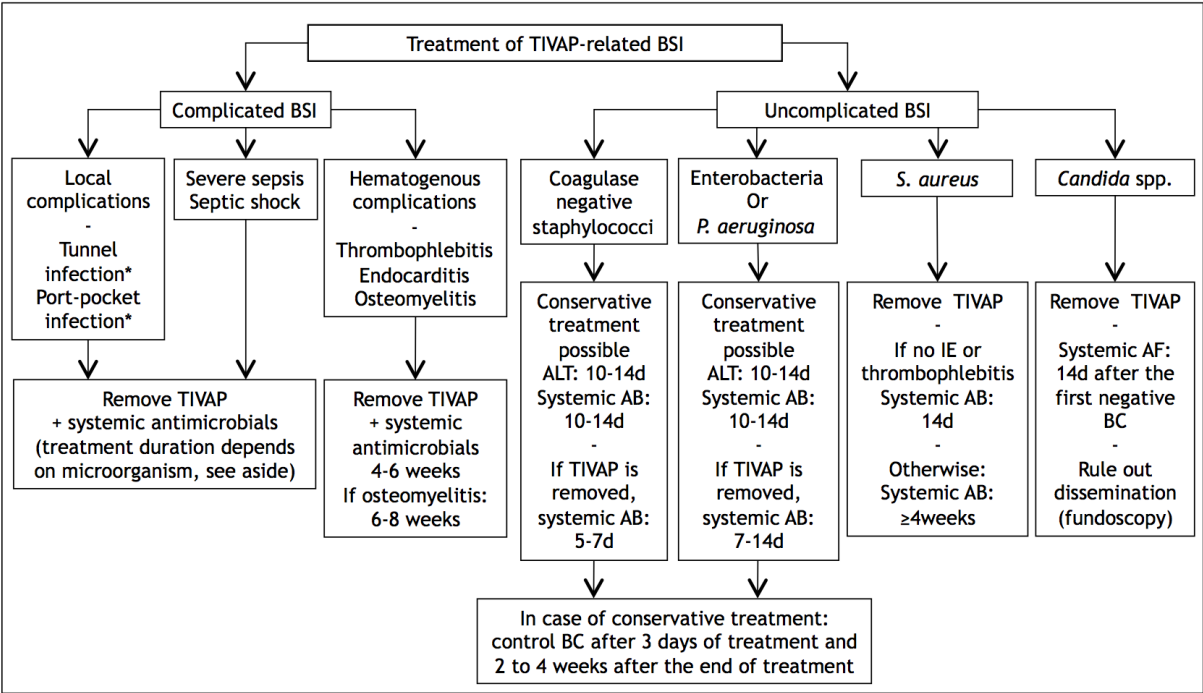 Treatment of TIVAP-related BSI
Complicated BSI
Uncomplicated BSI
Local
complications
-
Tunnel
infection*
Port-pocket
infection*
Severe sepsis
Septic shock
Hematogenous
complications
-
Thrombophlebitis
Endocarditis
Osteomyelitis
Coagulase
negative
staphylococci
Enterobacteria
Or
P. aeruginosa
S. aureus
Candida spp.
Remove TIVAP
+ systemic antimicrobials
(treatment duration depends
on microorganism, see aside)
Remove TIVAP
+ systemic
antimicrobials
4-6 weeks
If osteomyelitis:
6-8 weeks
Conservative
treatment
possible
ALT: 10-14d
Systemic AB:
10-14d
-
If TIVAP is
removed,
systemic AB:
5-7d
Conservative
treatment
possible
ALT: 10-14d
Systemic AB:
10-14d
-
If TIVAP is
removed,
systemic AB:
7-14d
Remove TIVAP
-
If no IE or
thrombophlebitis
Systemic AB:
14d
-
Otherwise:
Systemic AB:
≥4weeks
Remove TIVAP
-
Systemic AF:
14d after the
first negative
BC
-
Rule out
dissemination
(fundoscopy)
In case of conservative treatment:
control BC after 3 days of treatment and
2 to 4 weeks after the end of treatment